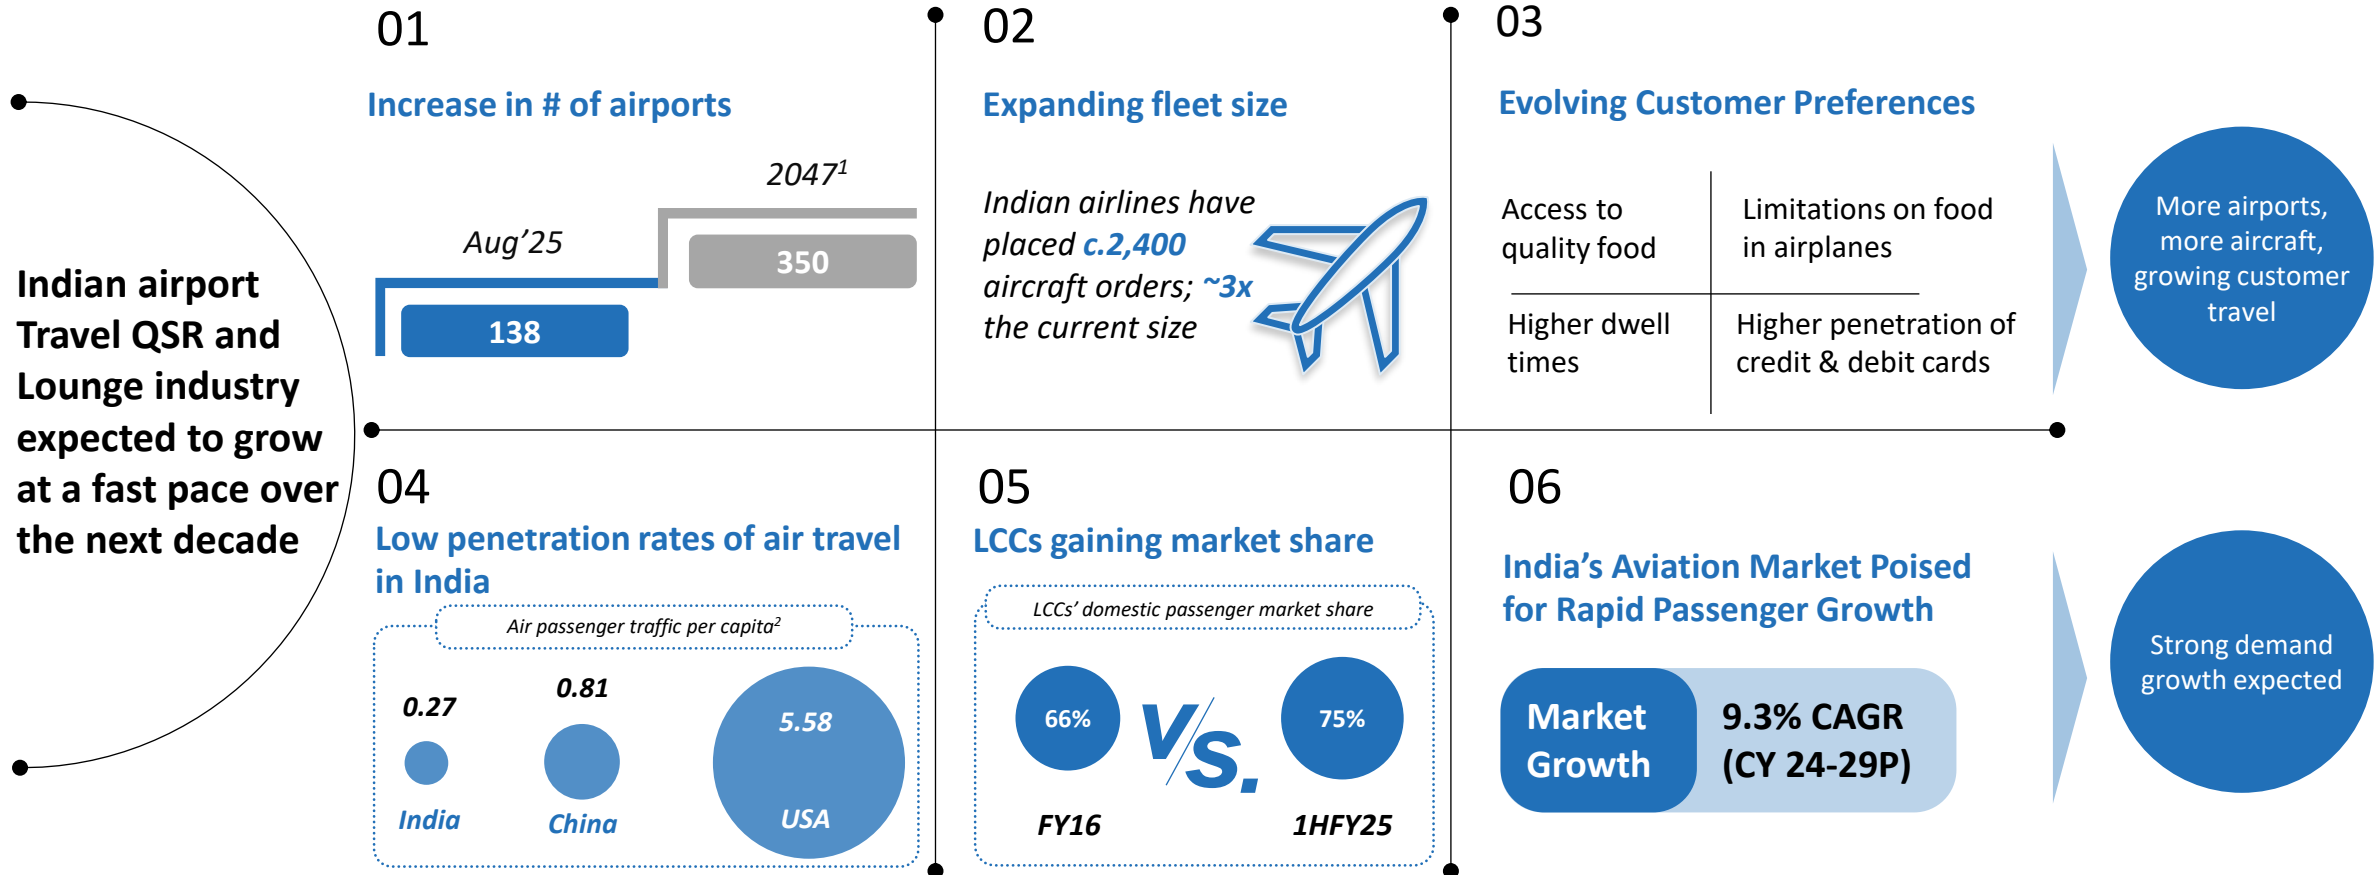 Indian airport
Travel QSR and
Lounge industry
expected to grow
at a fast pace over
the next decade
01
Increase in # of airports
Aug’25
138
2047¹
350
02
Expanding fleet size
Indian airlines have
placed c.2,400
aircraft orders; ~3x
the current size
03
Evolving Customer Preferences
Access to
quality food
Limitations on food
in airplanes
Higher dwell
times
Higher penetration of
credit & debit cards
More airports,
more aircraft,
growing customer
travel
04
Low penetration rates of air travel
in India
Air passenger traffic per capita²
0.27
India
0.81
China
5.58
USA
05
LCCs gaining market share
LCCs’ domestic passenger market share
66%
FY16
VS.
75%
1HFY25
06
India’s Aviation Market Poised
for Rapid Passenger Growth
Market
Growth
9.3% CAGR
(CY 24-29P)
Strong demand
growth expected